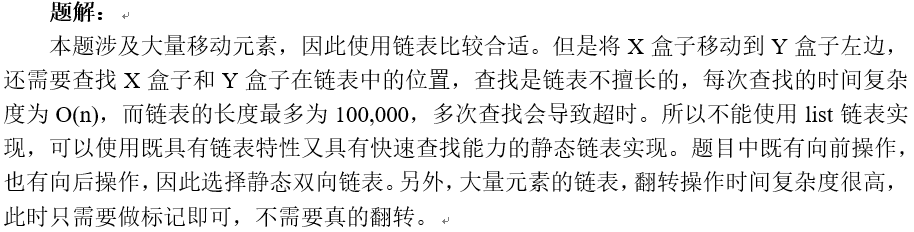 题解：
本题涉及大量移动元素，因此使用链表比较合适。但是将 X 盒子移动到 Y 盒子左边，
还需要查找 X 盒子和 Y 盒子在链表中的位置，查找是链表不擅长的，每次查找的时间复杂
度为 O(n)，而链表的长度最多为 100,000，多次查找会导致超时。所以不能使用 list 链表实
现，可以使用既具有链表特性又具有快速查找能力的静态链表实现。题目中既有向前操作，
也有向后操作，因此选择静态双向链表。另外，大量元素的链表，翻转操作时间复杂度很高，
此时只需要做标记即可，不需要真的翻转。